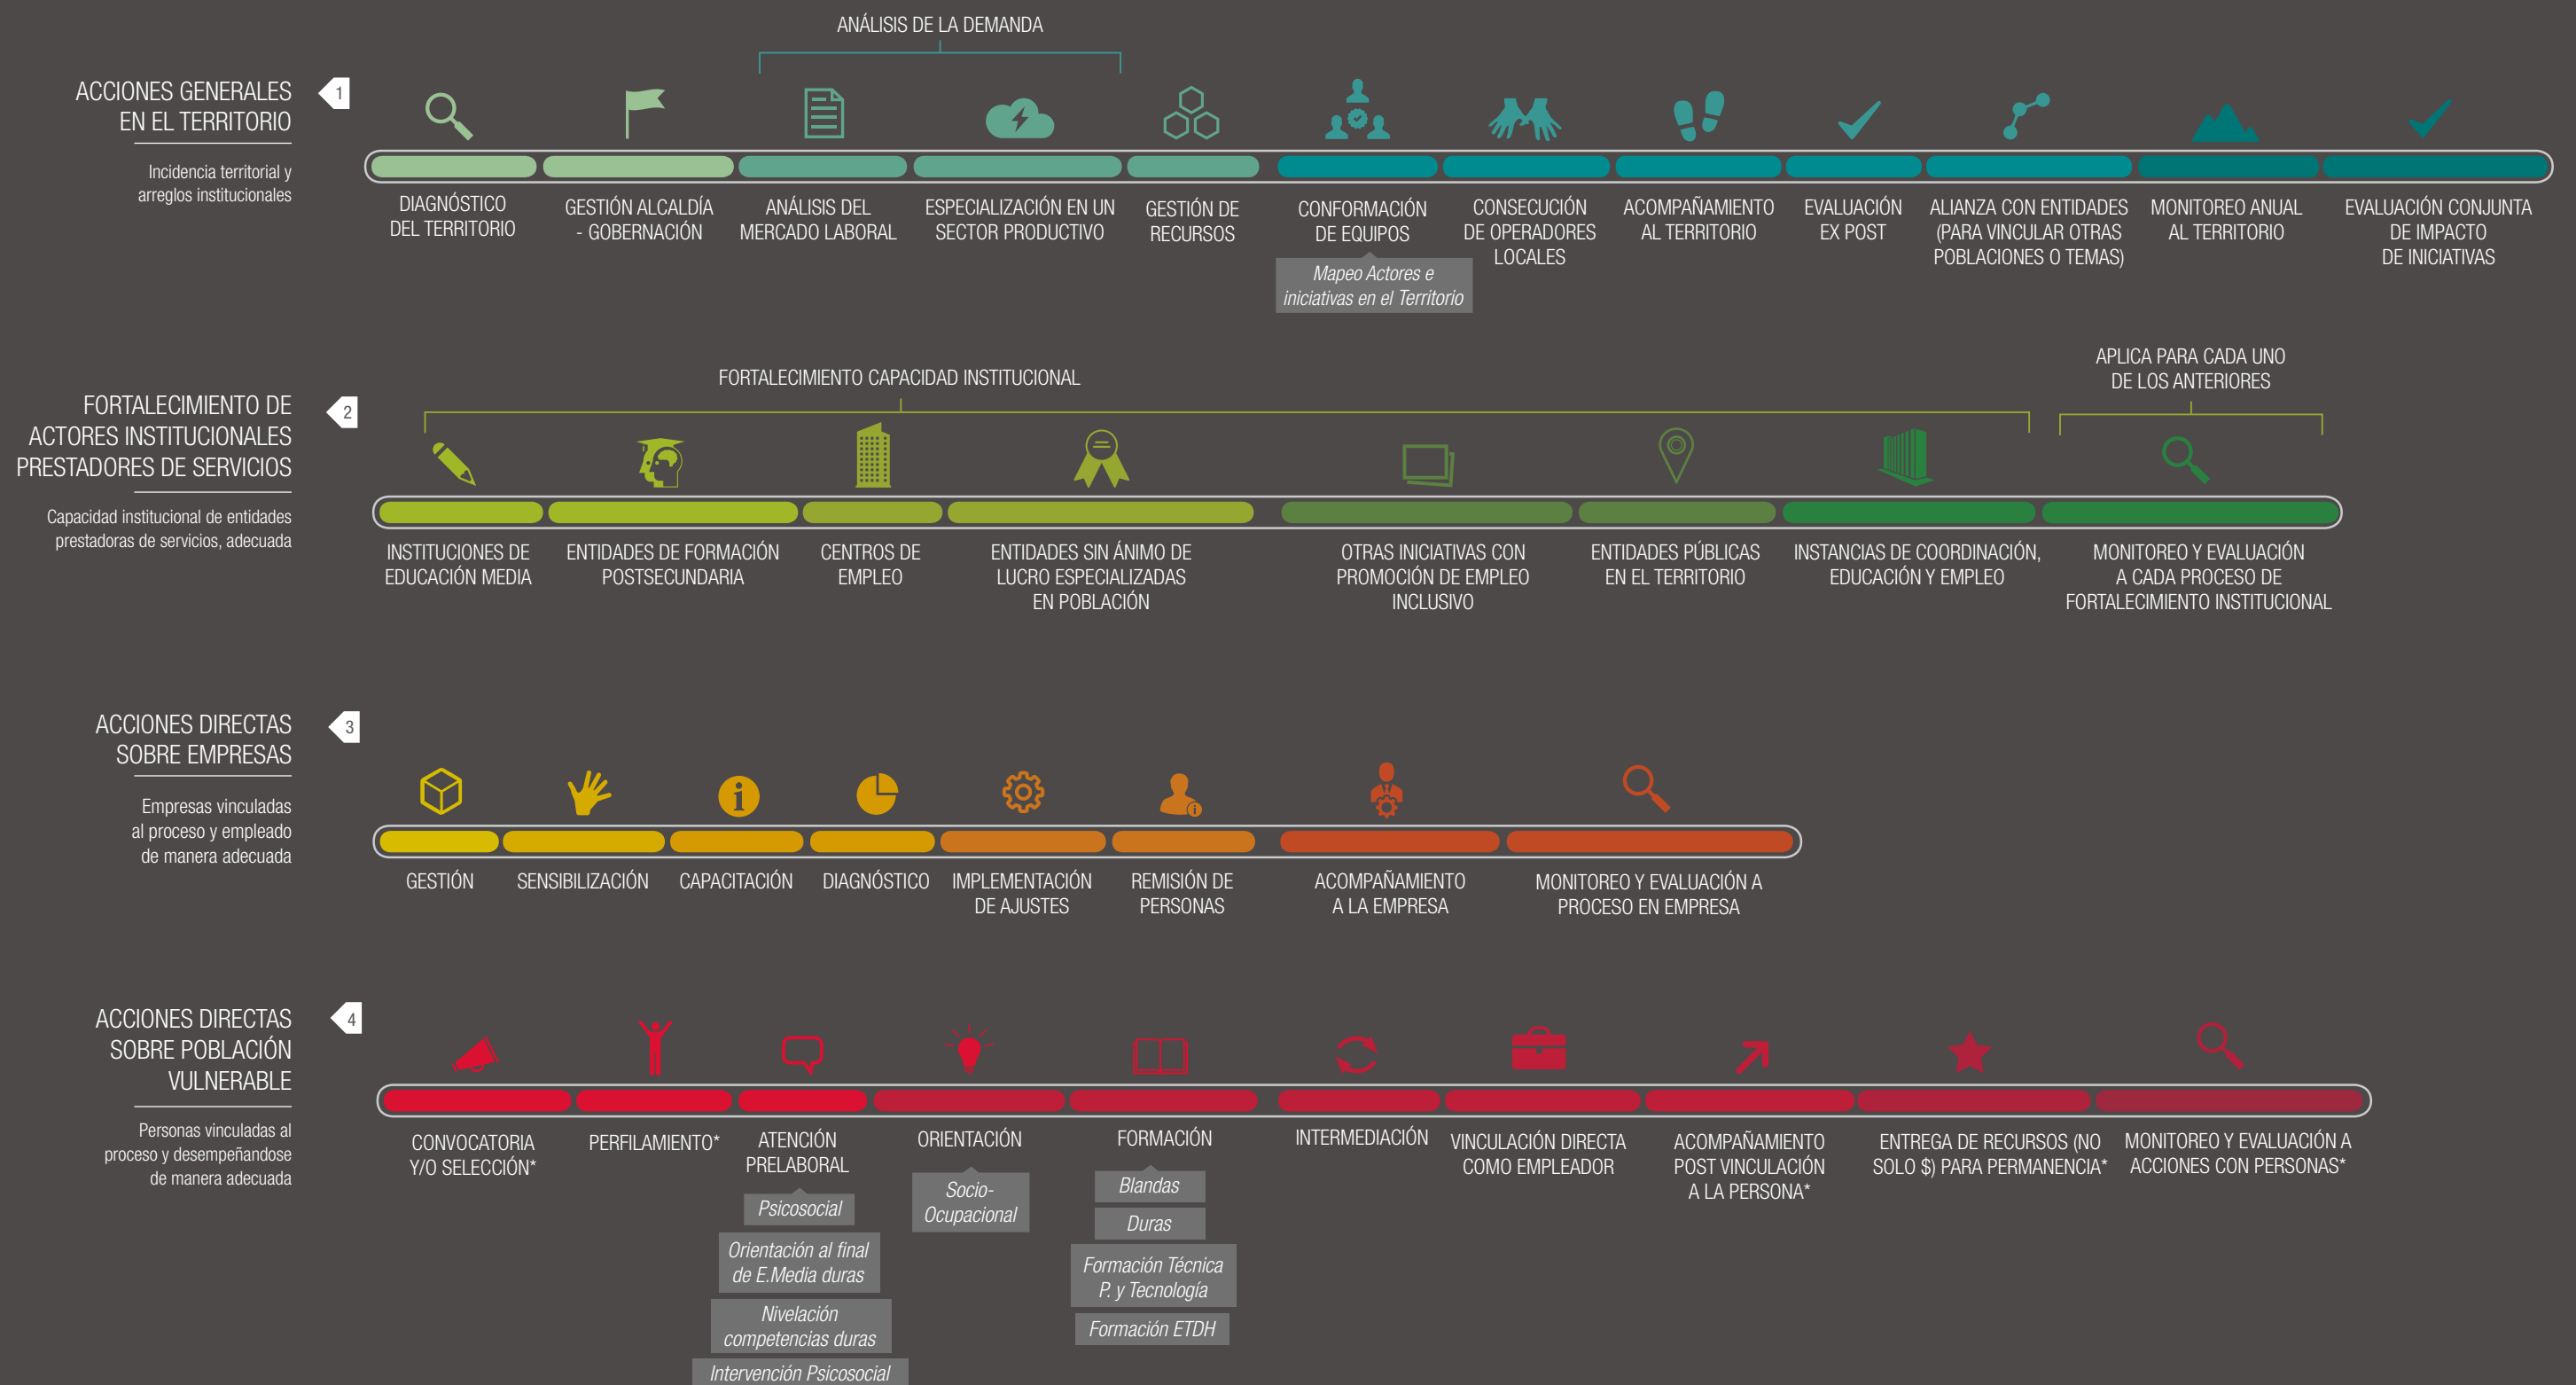 ANÁLISIS DE LA DEMANDA
ACCIONES GENERALES
EN EL TERRITORIO
1
Incidencia territorial y
arreglos institucionales
DIAGNÓSTICO
DEL TERRITORIO
GESTIÓN ALCALDÍA
- GOBERNACIÓN
ANÁLISIS DEL
MERCADO LABORAL
ESPECIALIZACIÓN EN UN
SECTOR PRODUCTIVO
GESTIÓN DE
RECURSOS
CONFORMACIÓN
DE EQUIPOS
Mapeo Actores e
iniciativas en el Territorio
CONSECUCIÓN
DE OPERADORES
LOCALES
ACOMPAÑAMIENTO
AL TERRITORIO
EVALUACIÓN
EX POST
ALIANZA CON ENTIDADES
(PARA VINCULAR OTRAS
POBLACIONES O TEMAS)
MONITOREO ANUAL
AL TERRITORIO
EVALUACIÓN CONJUNTA
DE IMPACTO
DE INICIATIVAS
FORTALECIMIENTO DE
ACTORES INSTITUCIONALES
PRESTADORES DE SERVICIOS
2
Capacidad institucional de entidades
prestadoras de servicios, adecuada
FORTALECIMIENTO CAPACIDAD INSTITUCIONAL
APLICA PARA CADA UNO
DE LOS ANTERIORES
INSTITUCIONES DE
EDUCACIÓN MEDIA
ENTIDADES DE FORMACIÓN
POSTSECUNDARIA
CENTROS DE
EMPLEO
ENTIDADES SIN ÁNIMO DE
LUCRO ESPECIALIZADAS
EN POBLACIÓN
OTRAS INICIATIVAS CON
PROMOCIÓN DE EMPLEO
INCLUSIVO
ENTIDADES PÚBLICAS
EN EL TERRITORIO
INSTANCIAS DE COORDINACIÓN,
EDUCACIÓN Y EMPLEO
MONITOREO Y EVALUACIÓN
A CADA PROCESO DE
FORTALECIMIENTO INSTITUCIONAL
ACCIONES DIRECTAS
SOBRE EMPRESAS
3
Empresas vinculadas
al proceso y empleado
de manera adecuada
GESTIÓN
SENSIBILIZACIÓN
CAPACITACIÓN
DIAGNÓSTICO
IMPLEMENTACIÓN
DE AJUSTES
REMISIÓN DE
PERSONAS
ACOMPAÑAMIENTO
A LA EMPRESA
MONITOREO Y EVALUACIÓN A
PROCESO EN EMPRESA
ACCIONES DIRECTAS
SOBRE POBLACIÓN
VULNERABLE
4
Personas vinculadas al
proceso y desempeñandose
de manera adecuada
CONVOCATORIA
Y/O SELECCIÓN*
PERFILAMIENTO*
ATENCIÓN
PRELABORAL
Psicosocial
Orientación al final
de E.Media duras
Nivelación
competencias duras
Intervención Psicosocial
ORIENTACIÓN
Socio-
Ocupacional
FORMACIÓN
Blandas
Duras
Formación Técnica
P. y Tecnología
Formación ETDH
INTERMEDIACIÓN
VINCULACIÓN DIRECTA
COMO EMPLEADOR
ACOMPAÑAMIENTO
POST VINCULACIÓN
A LA PERSONA*
ENTREGA DE RECURSOS (NO
SOLO $) PARA PERMANENCIA*
MONITOREO Y EVALUACIÓN A
ACCIONES CON PERSONAS*